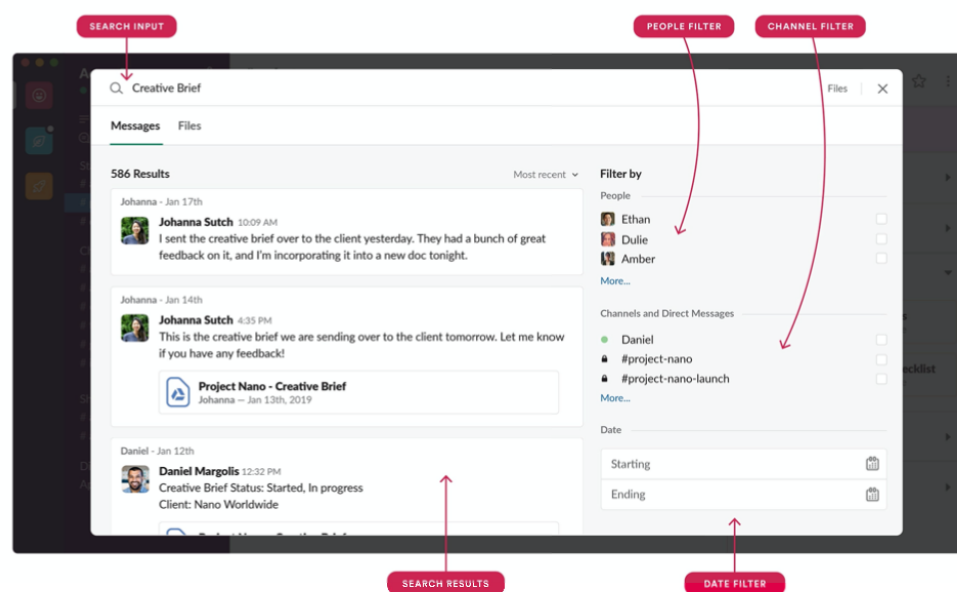 SEARCH INPUT
PEOPLE FILTER
CHANNEL FILTER
Creative Brief
Files
Messages
Files
586 Results
Most recent
Johanna - Jan 17th
Johanna Sutch 10:09 AM
I sent the creative brief over to the client yesterday. They had a bunch of great
feedback on it, and I'm incorporating it into a new doc tonight.
Johanna - Jan 14th
Johanna Sutch 4:35 PM
This is the creative brief we are sending over to the client tomorrow. Let me know
if you have any feedback!
Project Nano - Creative Brief
Johanna — Jan 13th, 2019
Daniel - Jan 12th
Daniel Margolis 12:32 PM
Creative Brief Status: Started, In progress
Client: Nano Worldwide
Filter by
People
Ethan
Dulie
Amber
More...
Channels and Direct Messages
Daniel
#project-nano
#project-nano-launch
More...
Date
Starting
Ending
ecklist
SEARCH RESULTS
DATE FILTER